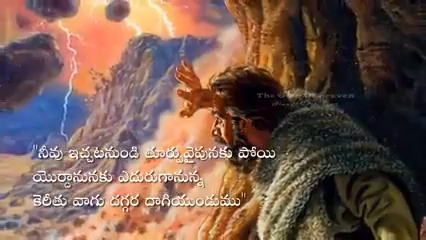 "నీవు ఇచ్చటనుండి తూర్పువైపునకు పోయి
యొర్దానునకు ఎదురుగానున్న
కెరీతు వాగు దగ్గర దాగియుండుము"